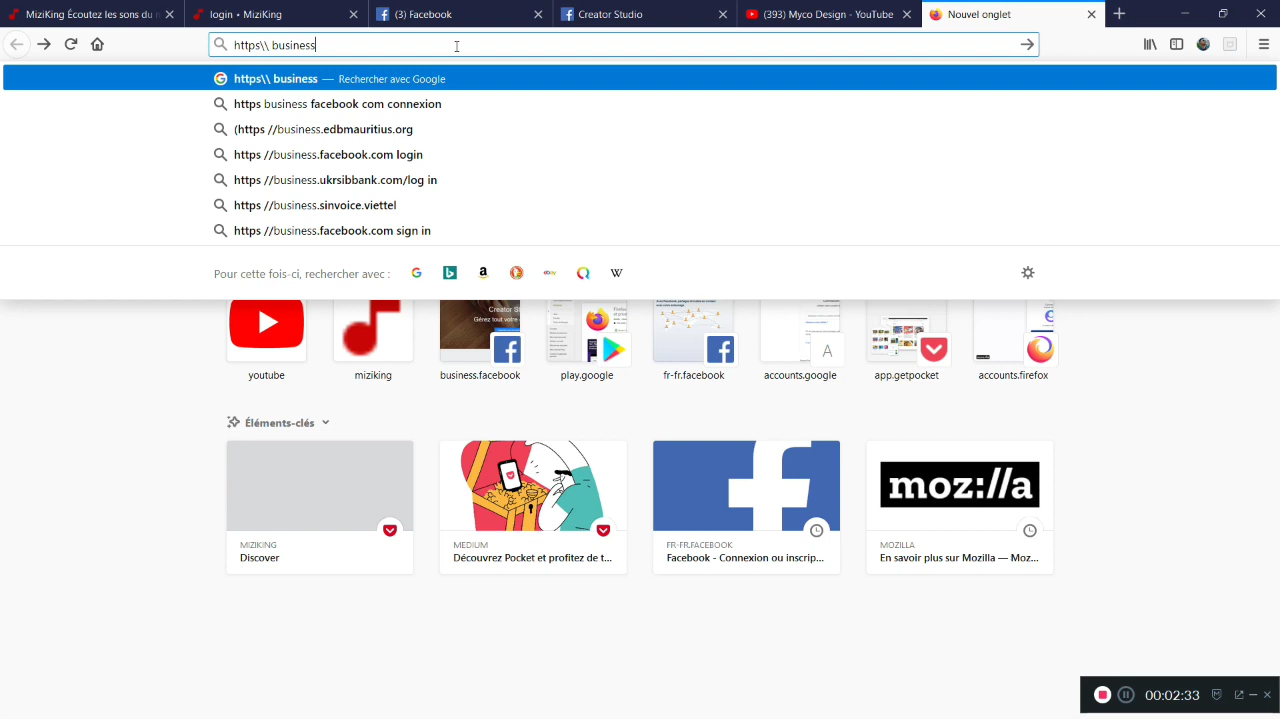 MiziKing Écoutez les sons du m
login • MiziKing
(3) Facebook
Creator Studio
(393) Myco Design - YouTube
Nouvel onglet
https\\ business
https\\ business — Rechercher avec Google
https business facebook com connexion
(https //business.edbmauritius.org
https //business.facebook.com login
https //business.ukrsibbank.com/log in
https //business.sinvoice.viettel
https //business.facebook.com sign in
Pour cette fois-ci, rechercher avec :
youtube
miziking
business.facebook
play.google
fr-fr.facebook
accounts.google
app.getpocket
accounts.firefox
Éléments-clés
moz://a
MIZIKING
Discover
MEDIUM
Découvrez Pocket et profitez de t...
FR-FR.FACEBOOK
Facebook - Connexion ou inscrip...
MOZILLA
En savoir plus sur Mozilla — Moz...
00:02:33